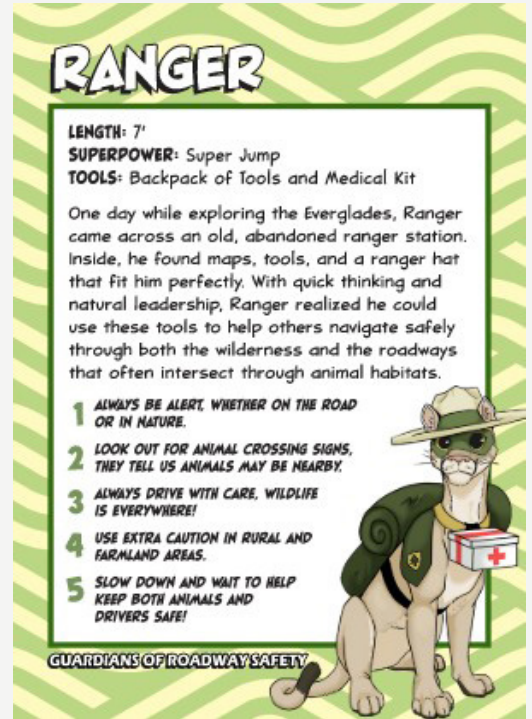 RANGER
LENGTH: 7'
SUPERPOWER: Super Jump
TOOLS: Backpack of Tools and Medical Kit
One day while exploring the Everglades, Ranger
came across an old, abandoned ranger station.
Inside, he found maps, tools, and a ranger hat
that fit him perfectly. With quick thinking and
natural leadership, Ranger realized he could
use these tools to help others navigate safely
through both the wilderness and the roadways
that often intersect through animal habitats.
1 ALWAYS BE ALERT, WHETHER ON THE ROAD
OR IN NATURE.
2 LOOK OUT FOR ANIMAL CROSSING SIGNS,
THEY TELL US ANIMALS MAY BE NEARBY.
3 ALWAYS DRIVE WITH CARE, WILDLIFE
IS EVERYWHERE!
4 USE EXTRA CAUTION IN RURAL AND
FARMLAND AREAS.
5 SLOW DOWN AND WAIT TO HELP
KEEP BOTH ANIMALS AND
DRIVERS SAFE!
GUARDIANS OF ROADWAY SAFETY